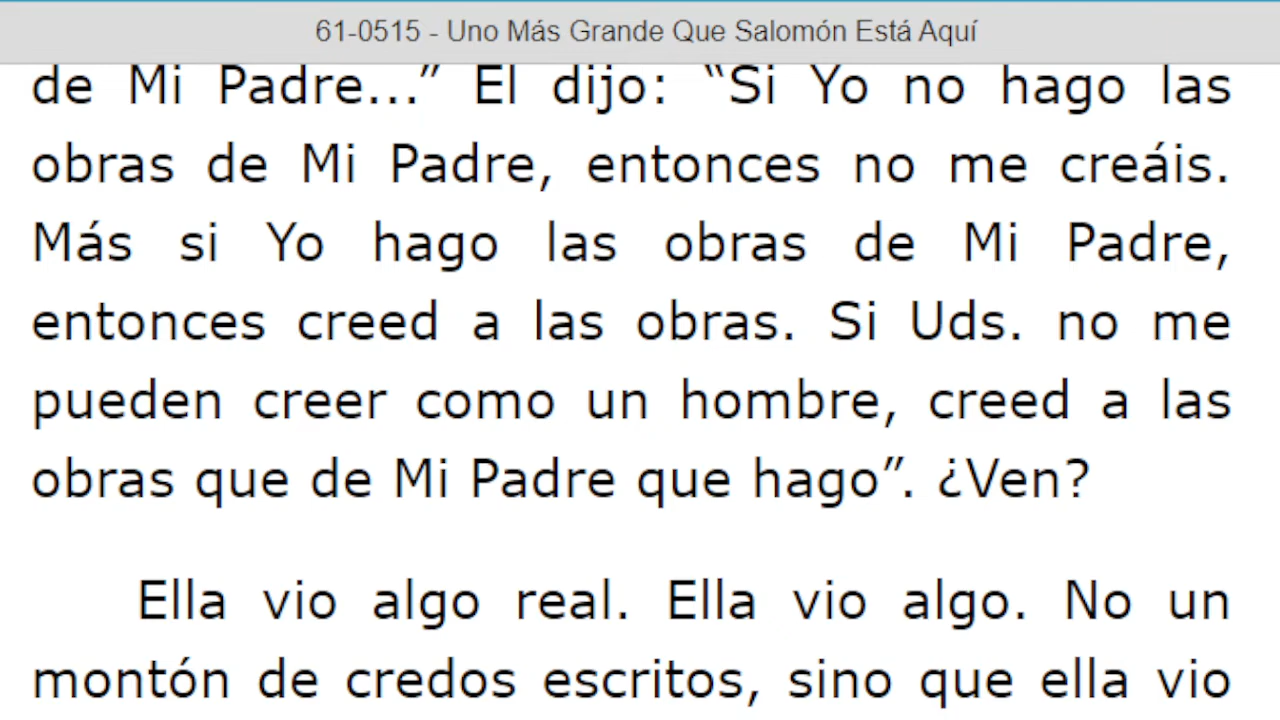 61-0515 - Uno Más Grande Que Salomón Está Aquí
de Mi Padre...” El dijo: “Si Yo no hago las
obras de Mi Padre, entonces no me creáis.
Más si Yo hago las obras de Mi Padre,
entonces creed a las obras. Si Uds. no me
pueden creer como un hombre, creed a las
obras que de Mi Padre que hago”. ¿Ven?
Ella vio algo real. Ella vio algo. No un
montón de credos escritos, sino que ella vio